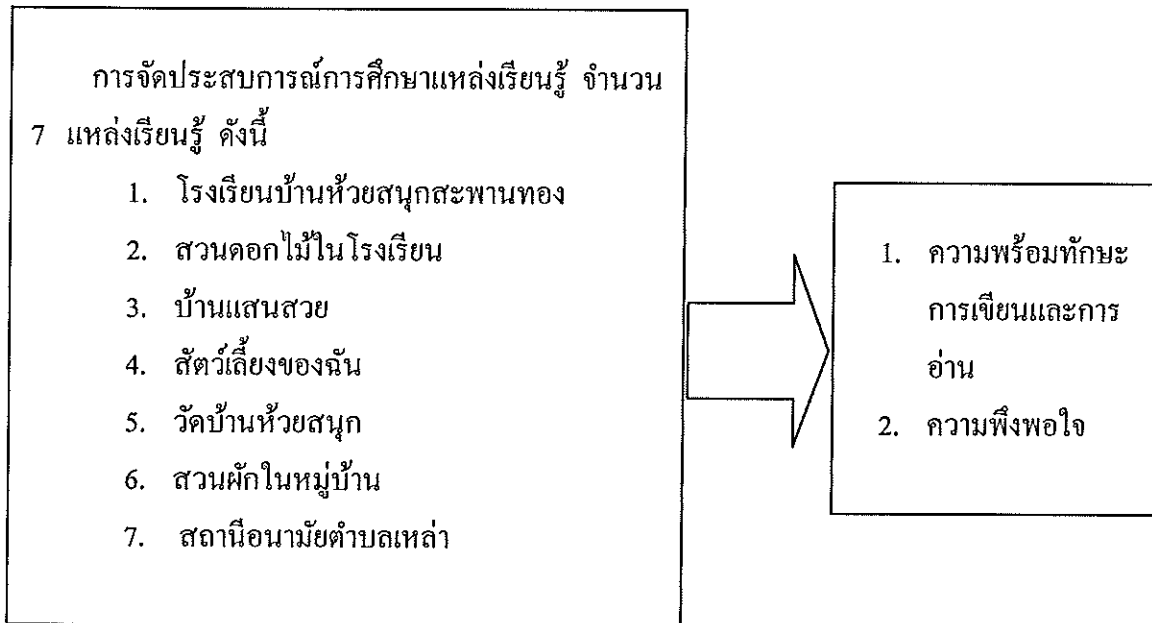 การจัดประสบการณ์การศึกษาแหล่งเรียนรู้ จำนวน
7 แหล่งเรียนรู้ ดังนี้
1. โรงเรียนบ้านห้วยสนุกสะพานทอง
2. สวนดอกไม้ในโรงเรียน
3. บ้านแสนสวย
4. สัตว์เลี้ยงของฉัน
5. วัดบ้านห้วยสนุก
6. สวนผักในหมู่บ้าน
7. สถานีอนามัยตำบลเหล่า
1. ความพร้อมทักษะ
การเขียนและการ
อ่าน
2. ความพึงพอใจ